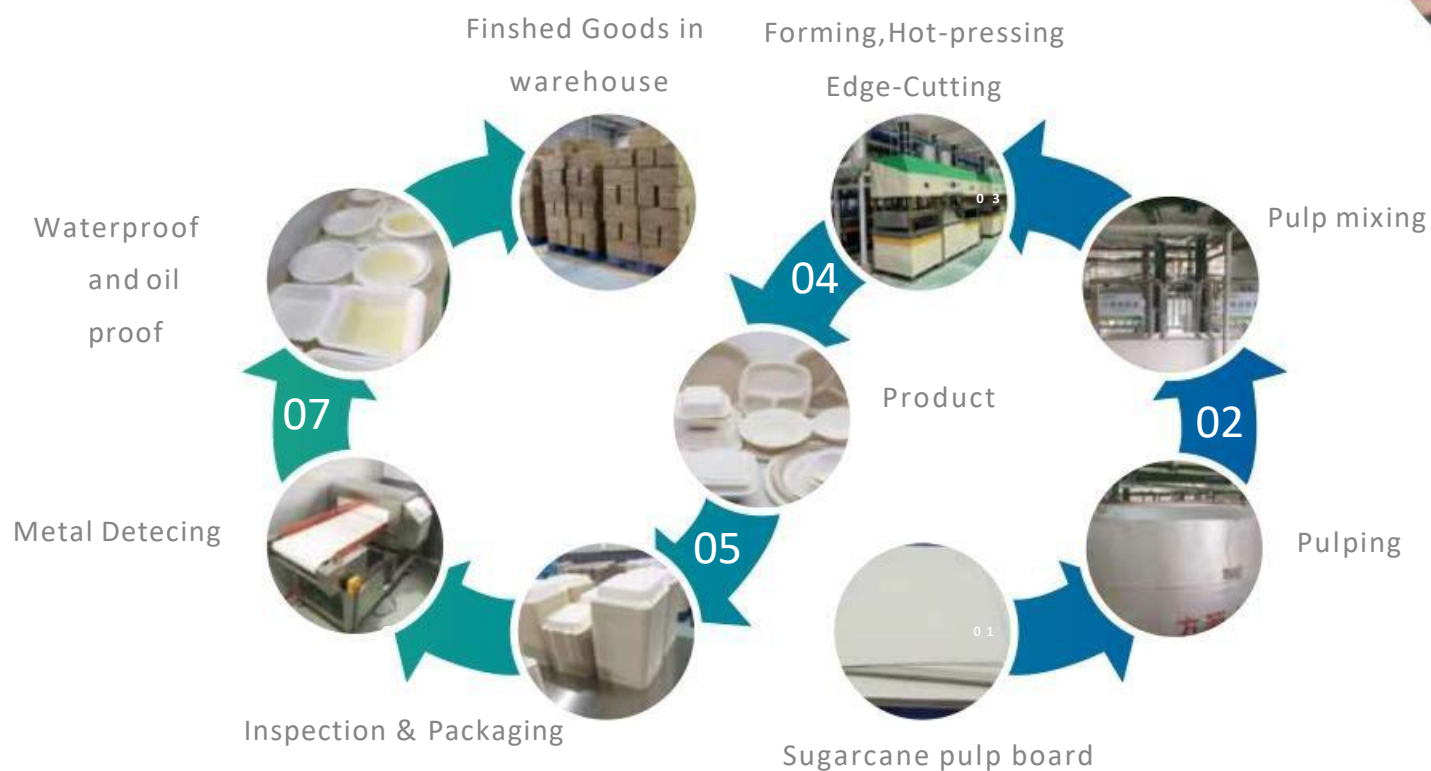 Finshed Goods in
warehouse
Forming,Hot-pressing
Edge-Cutting
03
Waterproof
and oil
proof
Pulp mixing
04
Product
07
02
Metal Detecing
05
Pulping
01
Inspection & Packaging
Sugarcane pulp board